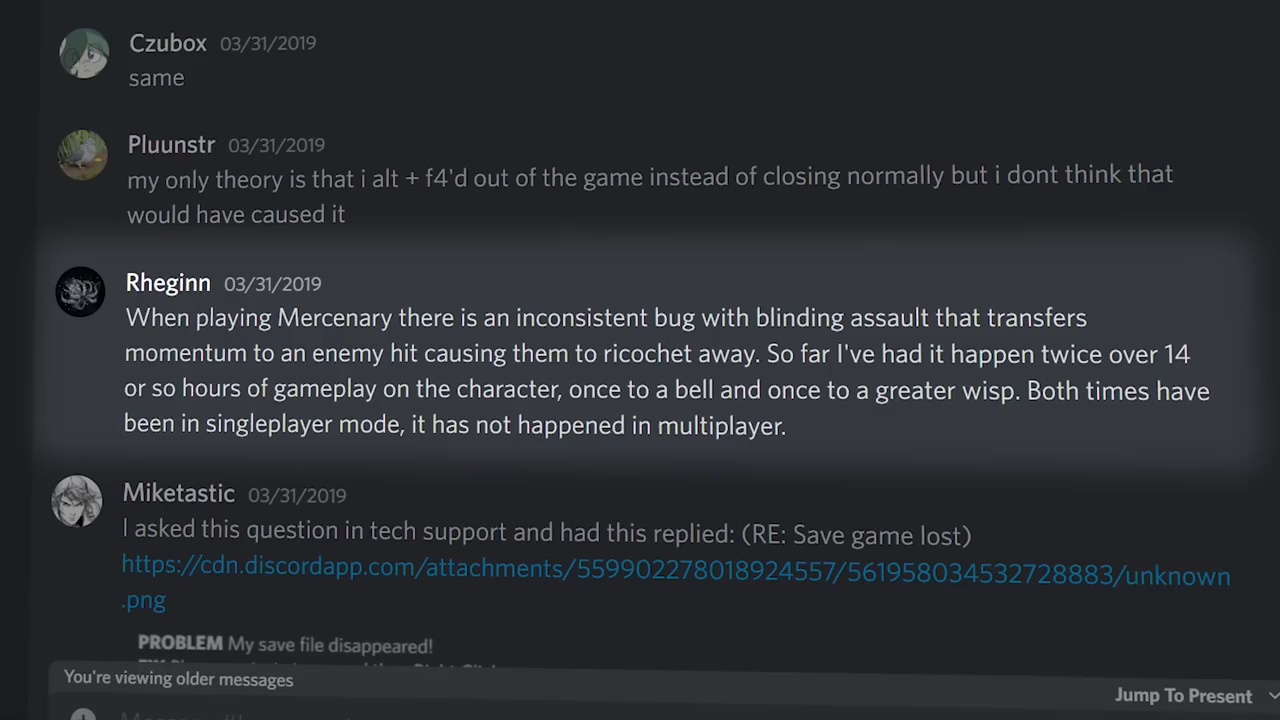 Czubox 03/31/2019
same
Pluunstr 03/31/2019
my only theory is that i alt + f4'd out of the game instead of closing normally but i dont think that
would have caused it
Rheginn 03/31/2019
When playing Mercenary there is an inconsistent bug with blinding assault that transfers
momentum to an enemy hit causing them to ricochet away. So far I've had it happen twice over 14
or so hours of gameplay on the character, once to a bell and once to a greater wisp. Both times have
been in singleplayer mode, it has not happened in multiplayer.
Miketastic 03/31/2019
I asked this question in tech support and had this replied: (RE: Save game lost)
https://cdn.discordapp.com/attachments/559902278018924557/561958034532728883/unknown
.png
PROBLEM My save file disappeared!
You're viewing older messages
Jump To Present